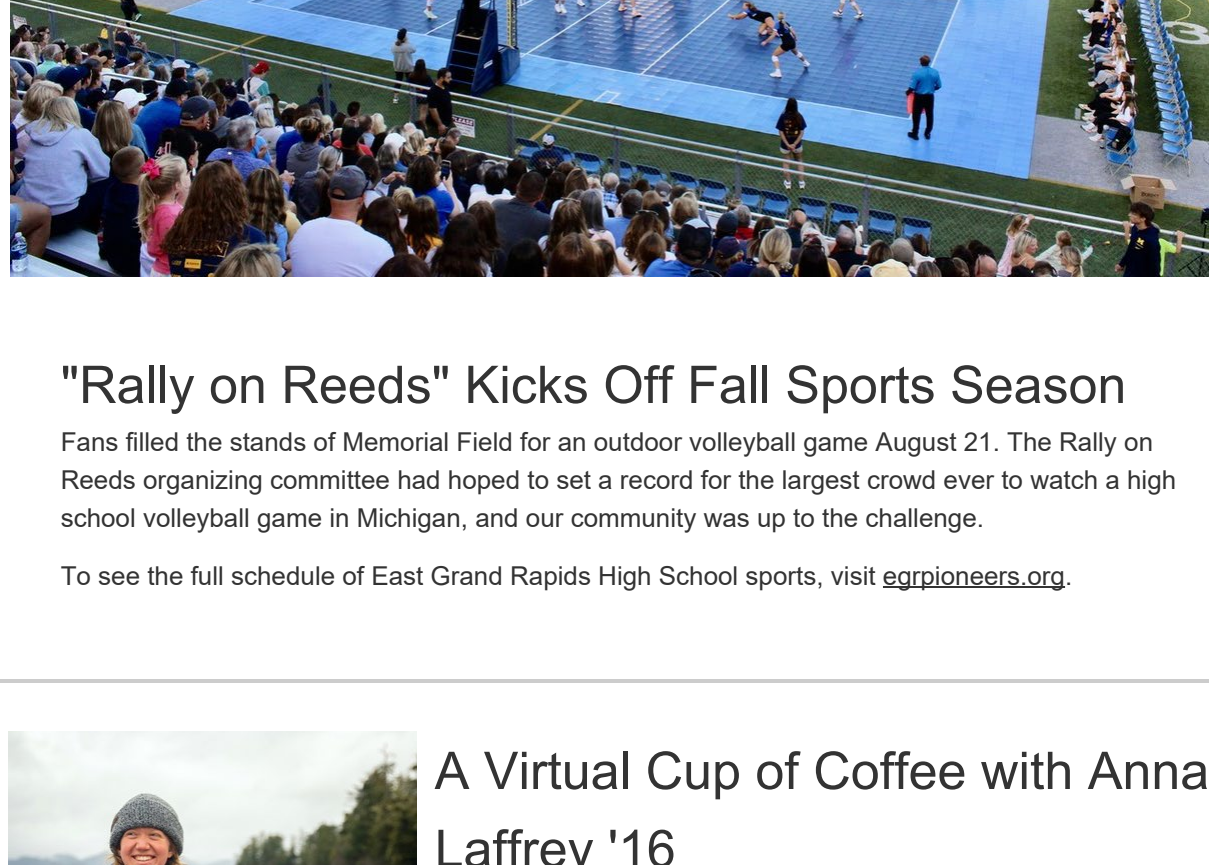 PLEASE
3
"Rally on Reeds" Kicks Off Fall Sports Season
Fans filled the stands of Memorial Field for an outdoor volleyball game August 21. The Rally on
Reeds organizing committee had hoped to set a record for the largest crowd ever to watch a high
school volleyball game in Michigan, and our community was up to the challenge.
To see the full schedule of East Grand Rapids High School sports, visit egrpioneers.org.
A Virtual Cup of Coffee with Anna
Laffrey '16